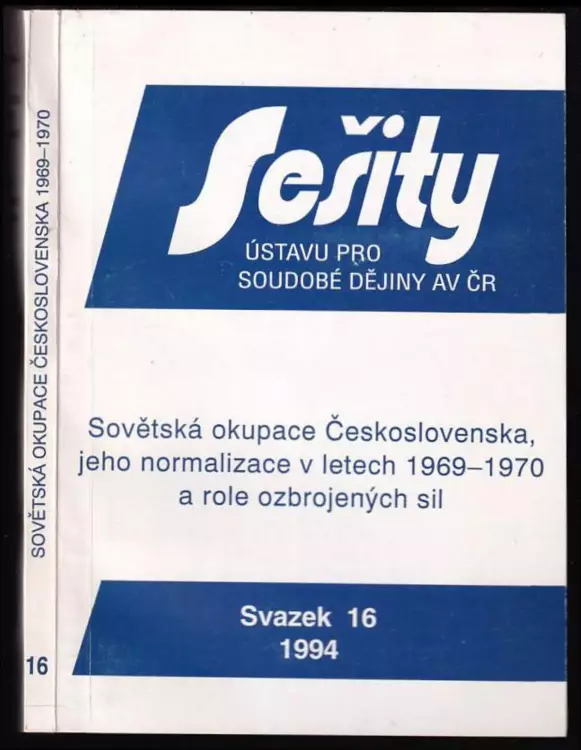 SOVĚTSKÁ OKUPACE ČESKOSLOVENSKA 1969–1970
16
Sešity
ÚSTAVU PRO
SOUDOBÉ DĚJINY AV ČR
Sovětská okupace Československa,
jeho normalizace v letech 1969–1970
a role ozbrojených sil
Svazek 16
1994